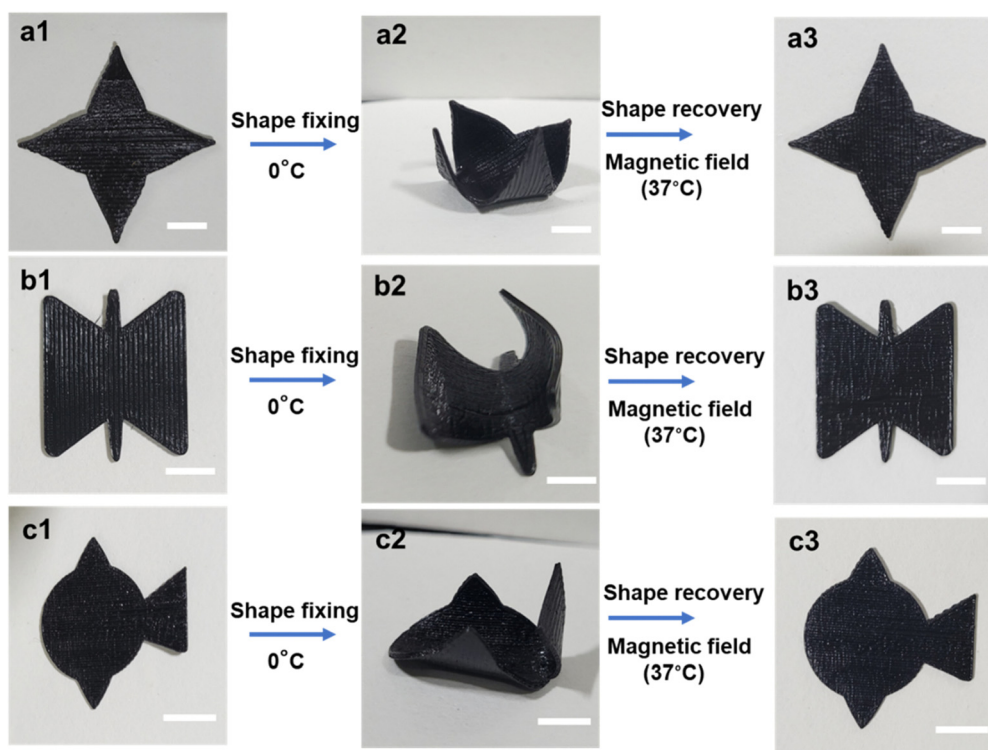 a1
Shape fixing
0°C
a2
Shape recovery
Magnetic field
(37°C)
a3
b1
Shape fixing
0°C
b2
Shape recovery
Magnetic field
(37°C)
b3
c1
Shape fixing
0°C
c2
Shape recovery
Magnetic field
(37°C)
c3